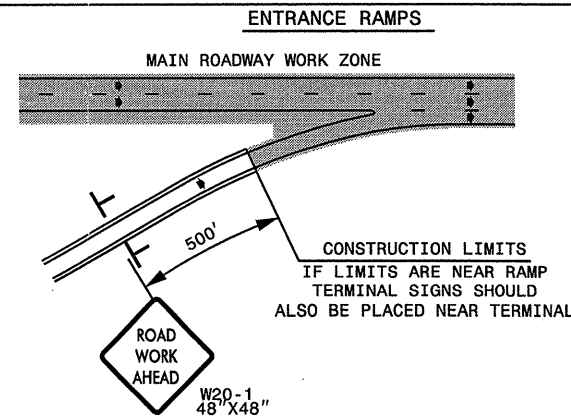 ENTRANCE RAMPS
MAIN ROADWAY WORK ZONE
500'
CONSTRUCTION LIMITS
IF LIMITS ARE NEAR RAMP
TERMINAL SIGNS SHOULD
ALSO BE PLACED NEAR TERMINAL
ROAD
WORK
AHEAD
W20-1
48"X48"